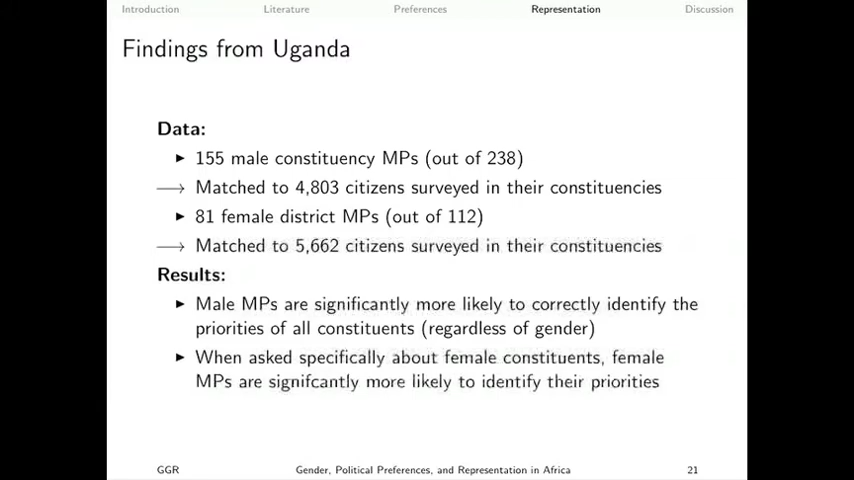 Introduction Literature Preferences Representation Discussion
Findings from Uganda
Data:
▶ 155 male constituency MPs (out of 238)
⟶ Matched to 4,803 citizens surveyed in their constituencies
▶ 81 female district MPs (out of 112)
⟶ Matched to 5,662 citizens surveyed in their constituencies
Results:
▶ Male MPs are significantly more likely to correctly identify the
priorities of all constituents (regardless of gender)
▶ When asked specifically about female constituents, female
MPs are signifcantly more likely to identify their priorities
GGR Gender, Political Preferences, and Representation in Africa 21